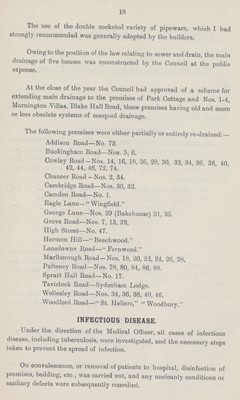 18
The use of the double socketed variety of pipeware, which I had
strongly recommended was generally adopted by the builders.
Owing to the position of the law relating to sewer and drain, the main
drainage of five houses was reconstructed by the Council at the public
expense.
At the close of the year the Council had approved of a scheme for
extending main drainage to the premises of Park Cottage and Nos. 1-4,
Mornington Villas, Blake Hall Road, those premises having old and more
or less obsolete systems of cesspool drainage.
The following premises were either partially or entirely re-drained:—
Addison Road—No. 73.
Buckingham Road—Nos. 5, 6.
Cowley Road—Nos. 14, 16, 18, 26, 28, 30, 32, 34, 36, 38, 40,
42, 44, 46, 72, 74.
Chaucer Road—Nos. 2, 54.
Cambridge Road—Nos. 30, 32.
Camden Road—No. 1.
Eagle Lane—"Wingfield."
George Lane—Nos. 29 (Bakehouse) 31, 35.
Grove Road—Nos. 7, 13, 32,
High Street—No. 47.
Hermon Hill—"Beechwood."
Lansdowne Road—"Fernwood."
Marlborough Road—Nos. 18, 20, 22, 24, 26, 28.
Pulteney Road—Nos. 78, 80, 84, 86, 88.
Spratt Hall Road—No. 17.
Tavistock Road—Sydenham Lodge.
Wellesley Road—Nos. 34, 36, 38, 40, 46.
Woodford Road—"St. Heliers," "Woodbury."
INFECTIOUS DISEASE.
Under the direction of the Medical Officer, all cases of infectious
disease, including tuberculosis, were investigated, and the necessary steps
taken to prevent the spread of infection.
On convalescence, or removal of patients to hospital, disinfection of
premises, bedding, etc., was carried out, and any uncleanly conditions or
sanitary defects were subsequently remedied.